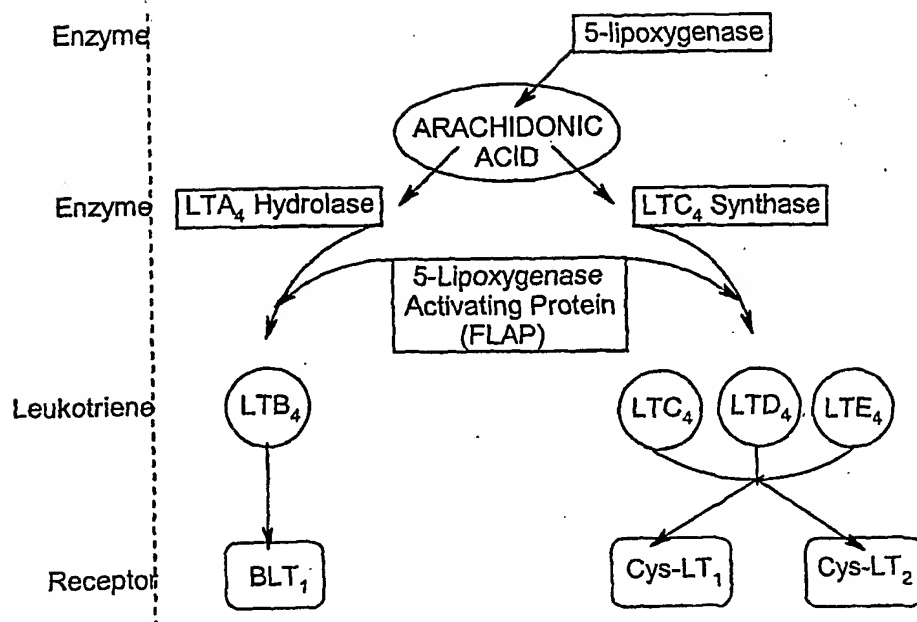 Enzyme
5-lipoxygenase
ARACHIDONIC
ACID
Enzyme
LTA₄ Hydrolase
LTC₄ Synthase
5-Lipoxygenase
Activating Protein
(FLAP)
Leukotriene
LTB₄
LTC₄
LTD₄
LTE₄
Receptor
BLT₁
Cys-LT₁
Cys-LT₂